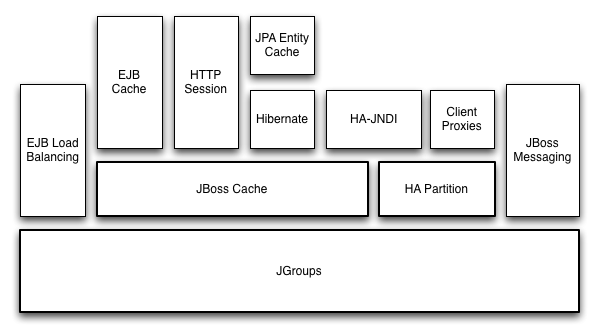 JPA Entity
Cache
EJB
Cache
HTTP
Session
Hibernate
HA-JNDI
Client
Proxies
EJB Load
Balancing
JBoss
Messaging
JBoss Cache
HA Partition
JGroups